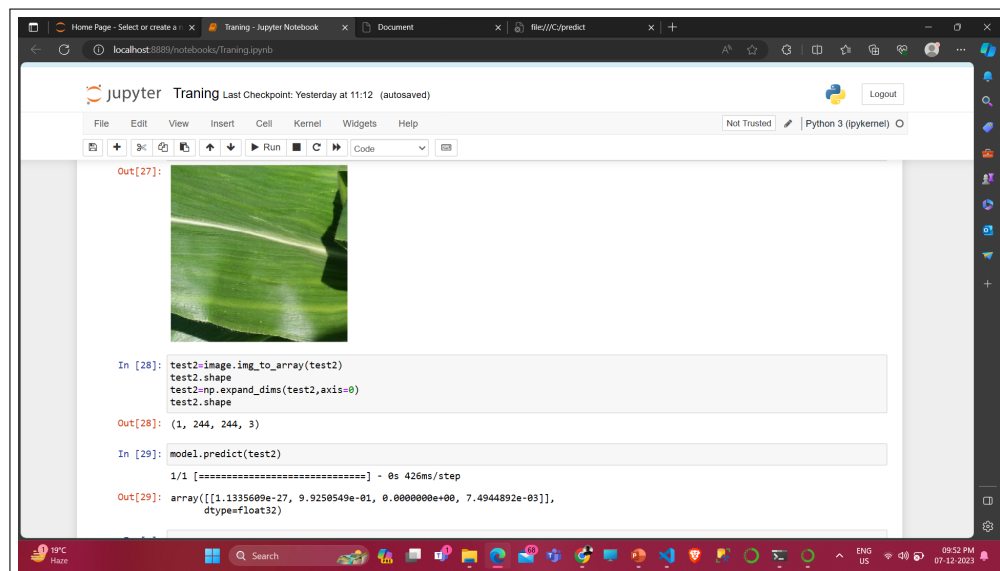 Home Page - Select or create a n
Traning - Jupyter Notebook
Document
file:///C:/predict
localhost:8889/notebooks/Traning.ipynb
jupyter Traning Last Checkpoint: Yesterday at 11:12 (autosaved)
Logout
File Edit View Insert Cell Kernel Widgets Help
Not Trusted
Python 3 (ipykernel)
Run
Code
Out[27]:
In [28]: test2=image.img_to_array(test2)
test2.shape
test2=np.expand_dims(test2,axis=0)
test2.shape
Out[28]: (1, 244, 244, 3)
In [29]: model.predict(test2)
1/1 [==============================] - 0s 426ms/step
Out[29]: array([[1.1335609e-27, 9.9250549e-01, 0.0000000e+00, 7.4944892e-03]],
dtype=float32)
19°C
Haze
Search
68
ENG
US
09:52 PM
07-12-2023